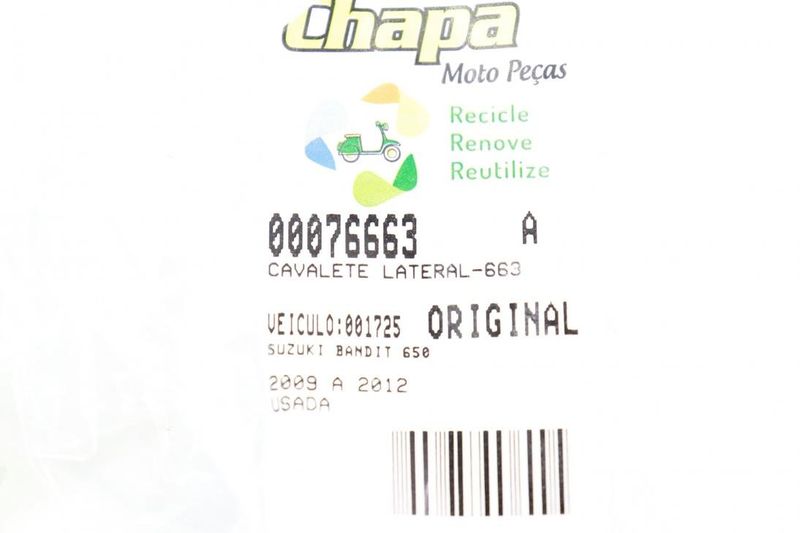 Chapa
Moto Peças
Recicle
Renove
Reutilize
00076663 A
CAVALETE LATERAL-663
VEICULO:001725 ORIGINAL
SUZUKI BANDIT 650
2009 A 2012
USADA